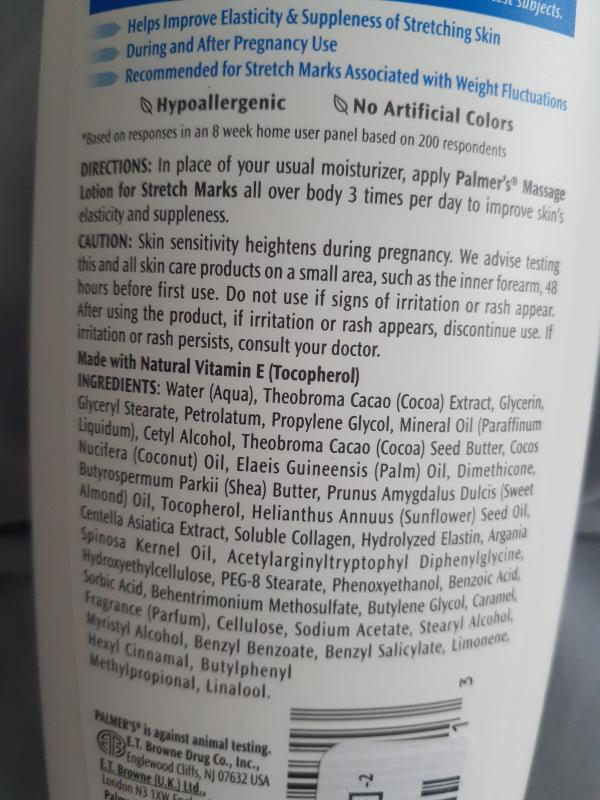 subjects.
Helps Improve Elasticity & Suppleness of Stretching Skin
During and After Pregnancy Use
Recommended for Stretch Marks Associated with Weight Fluctuations
Hypoallergenic No Artificial Colors
*Based on responses in an 8 week home user panel based on 200 respondents
DIRECTIONS: In place of your usual moisturizer, apply Palmer's® Massage
Lotion for Stretch Marks all over body 3 times per day to improve skin's
elasticity and suppleness.
CAUTION: Skin sensitivity heightens during pregnancy. We advise testing
this and all skin care products on a small area, such as the inner forearm, 48
hours before first use. Do not use if signs of irritation or rash appear.
After using the product, if irritation or rash appears, discontinue use. If
irritation or rash persists, consult your doctor.
Made with Natural Vitamin E (Tocopherol)
INGREDIENTS: Water (Aqua), Theobroma Cacao (Cocoa) Extract, Glycerin,
Glyceryl Stearate, Petrolatum, Propylene Glycol, Mineral Oil (Paraffinum
Liquidum), Cetyl Alcohol, Theobroma Cacao (Cocoa) Seed Butter, Cocos
Nucifera (Coconut) Oil, Elaeis Guineensis (Palm) Oil, Dimethicone,
Butyrospermum Parkii (Shea) Butter, Prunus Amygdalus Dulcis (Sweet
Almond) Oil, Tocopherol, Helianthus Annuus (Sunflower) Seed Oil,
Centella Asiatica Extract, Soluble Collagen, Hydrolyzed Elastin, Argania
Spinosa Kernel Oil, Acetylarginyltryptophyl Diphenylglycine,
Hydroxyethylcellulose, PEG-8 Stearate, Phenoxyethanol, Benzoic Acid,
Sorbic Acid, Behentrimonium Methosulfate, Butylene Glycol, Caramel,
Fragrance (Parfum), Cellulose, Sodium Acetate, Stearyl Alcohol,
Myristyl Alcohol, Benzyl Benzoate, Benzyl Salicylate, Limonene,
Hexyl Cinnamal, Butylphenyl
Methylpropional, Linalool.
PALMER'S® is against animal testing.
EB E.T. Browne Drug Co., Inc.,
Englewood Cliffs, NJ 07632 USA
E.T. Browne (U.K.) Ltd.,
London N3 1XW
3
1
-2